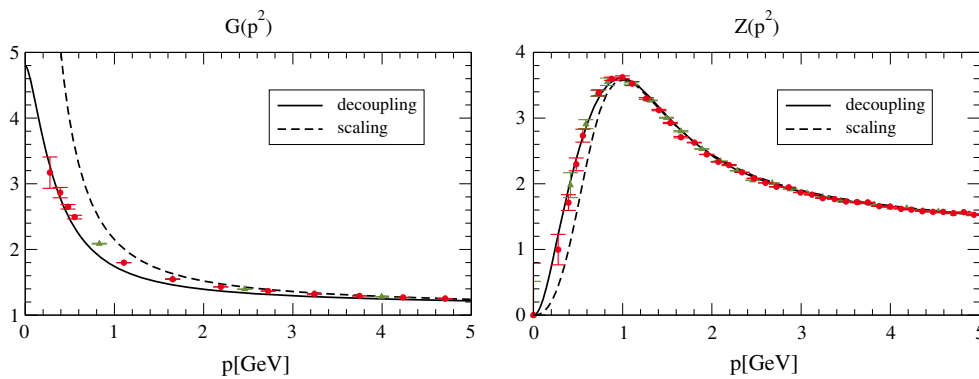 G(p²)
5
4
3
2
1
0 1 2 3 4 5
p[GeV]
decoupling
scaling
Z(p²)
4
3
2
1
0
0 1 2 3 4 5
p[GeV]
decoupling
scaling